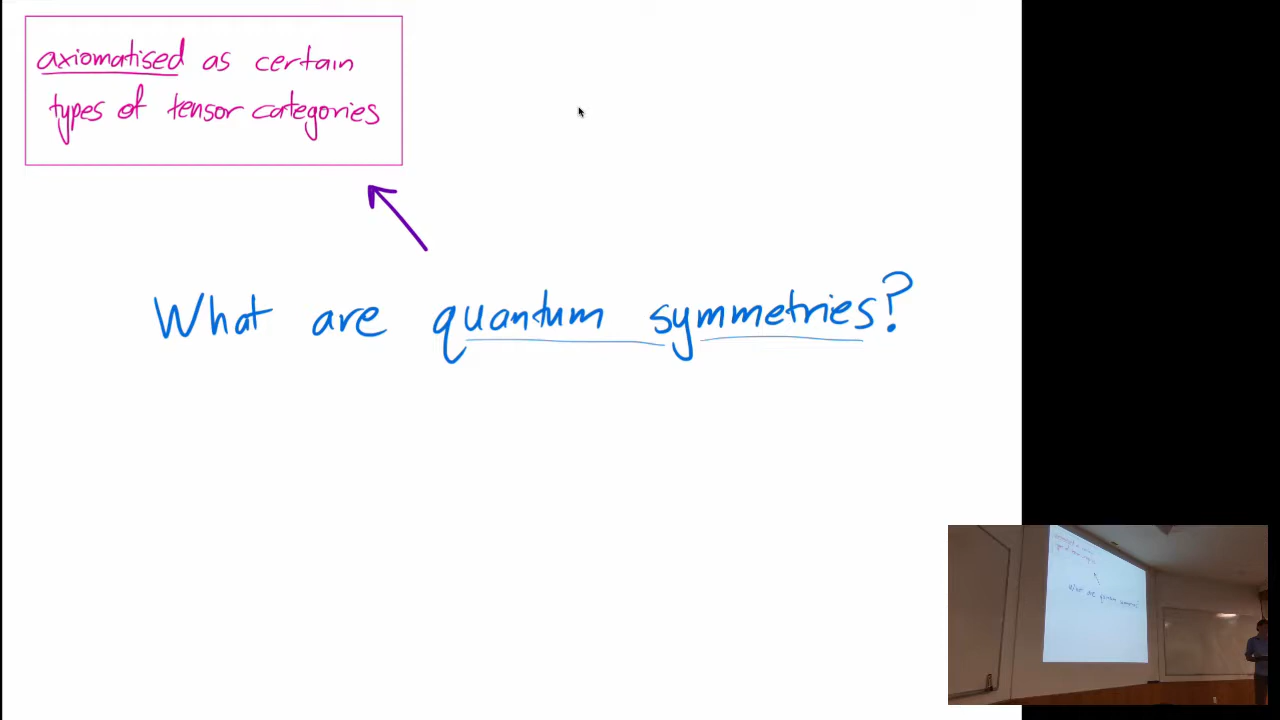 axiomatised as certain
types of tensor categories
What are quantum symmetries?